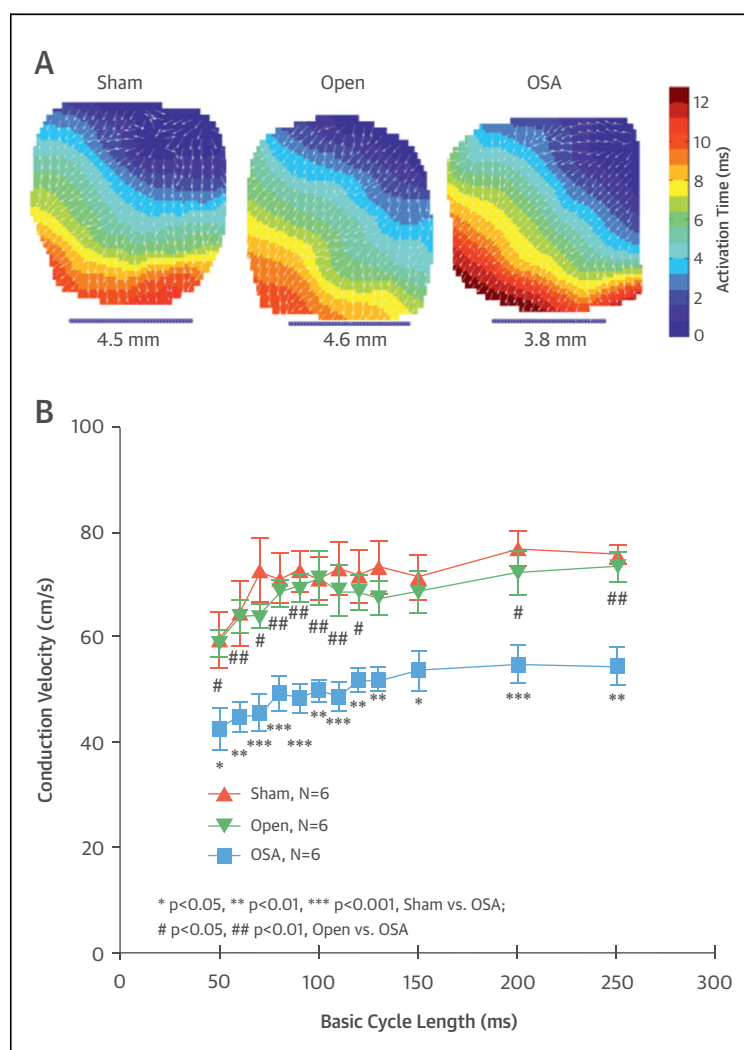 A
Sham Open OSA
12
10
8
6
4
2
0
Activation Time (ms)
4.5 mm 4.6 mm 3.8 mm
B
100
80
60
40
20
0
Conduction Velocity (cm/s)
# ## # ## ## ## ## # # ##
* ** *** *** *** ** *** ** ** * *** **
Sham, N=6
Open, N=6
OSA, N=6
* p<0.05, ** p<0.01, *** p<0.001, Sham vs. OSA;
# p<0.05, ## p<0.01, Open vs. OSA
0 50 100 150 200 250 300
Basic Cycle Length (ms)